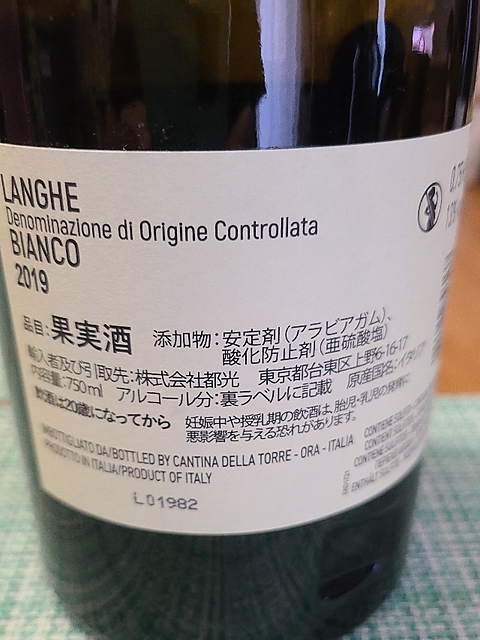 LANGHE
Denominazione di Origine Controllata
BIANCO
2019
品目：果実酒 添加物：安定剤（アラビアガム）、
酸化防止剤（亜硫酸塩）
輸入者及び引取先：株式会社都光 東京都台東区上野6-16-17
内容量：750ml アルコール分：裏ラベルに記載 原産国名：イタリア
飲酒は20歳になってから 妊娠中や授乳期の飲酒は、胎児・乳児の発育に
悪影響を与える恐れがあります。
IMBOTTIGLIATO DA/BOTTLED BY CANTINA DELLA TORRE - ORA - ITALIA
PRODOTTO IN ITALIA/PRODUCT OF ITALY
L01982
0,75
CONTIENE
CONTIENE
ENTHÄLT